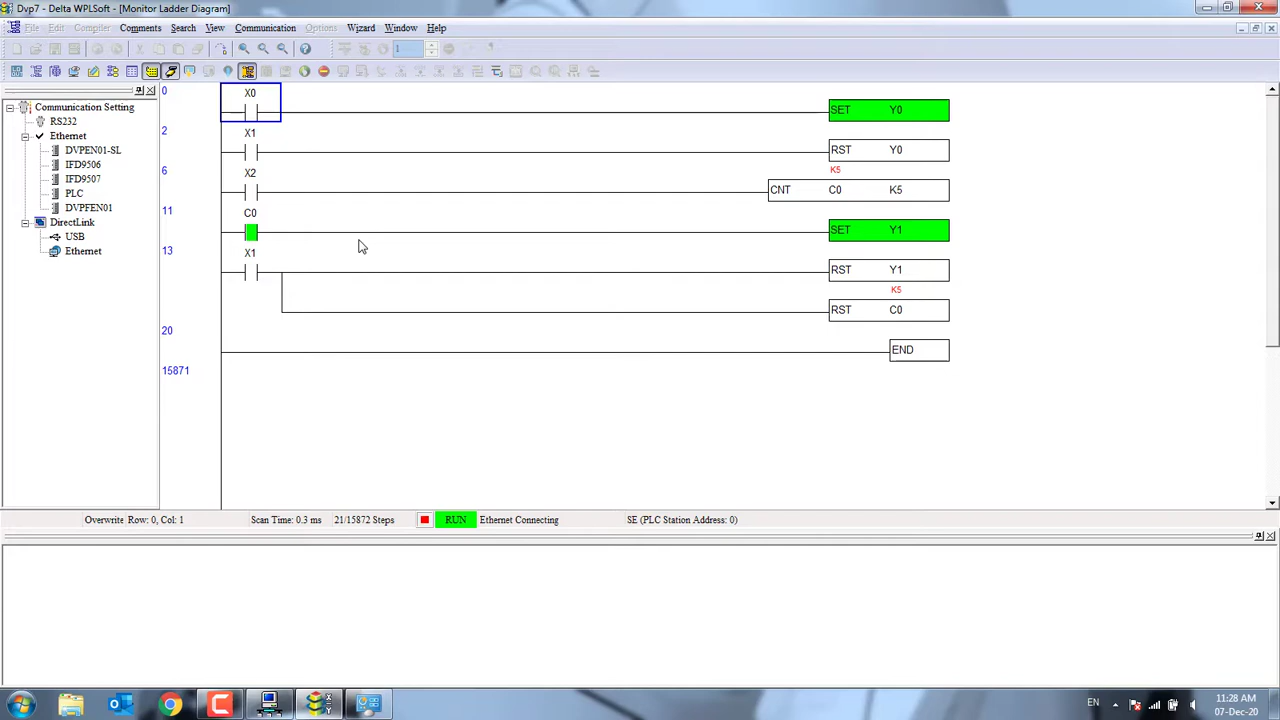 Dvp7 - Delta WPLSoft - [Monitor Ladder Diagram]
File Edit Compiler Comments Search View Communication Options Wizard Window Help
1
Communication Setting
RS232
Ethernet
DVPEN01-SL
IFD9506
IFD9507
PLC
DVPFEN01
DirectLink
USB
Ethernet
0
X0
SET Y0
2
X1
RST Y0
6
X2
K5
CNT C0 K5
11
C0
SET Y1
13
X1
RST Y1
K5
RST C0
20
END
15871
Overwrite Row: 0, Col: 1 Scan Time: 0.3 ms 21/15872 Steps RUN Ethernet Connecting SE (PLC Station Address: 0)
EN
11:28 AM
07-Dec-20